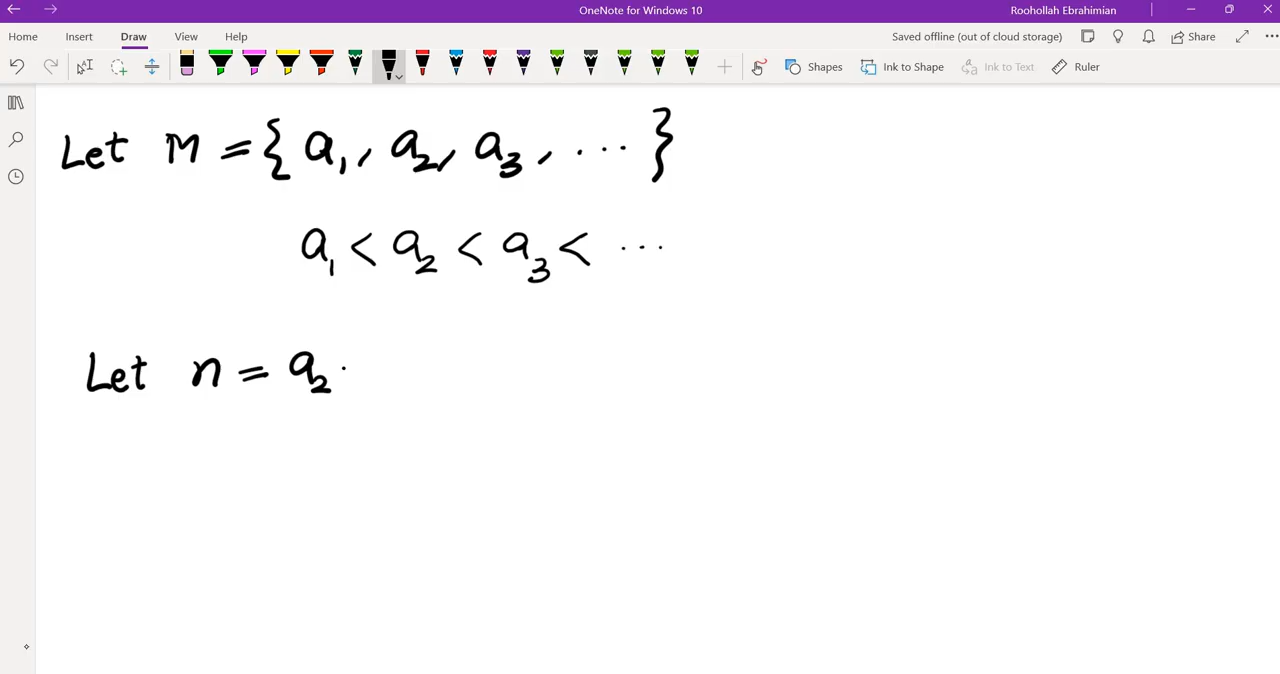 OneNote for Windows 10
Roohollah Ebrahimian
Home Insert Draw View Help
Saved offline (out of cloud storage)
Share
Shapes
Ink to Shape
Ink to Text
Ruler
Let M = { a₁, a₂, a₃, ... }
a₁ < a₂ < a₃ < ...
Let n = a₂ .